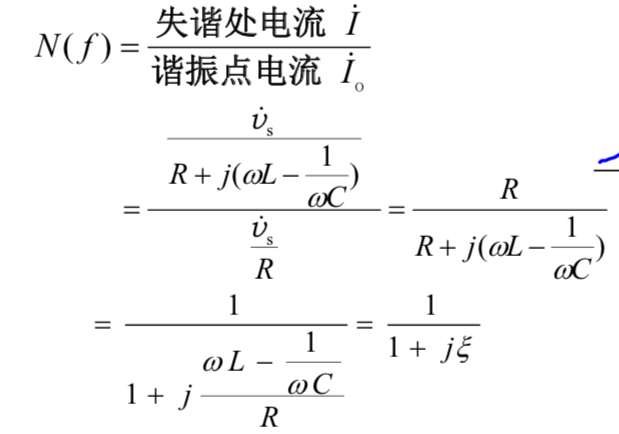 N(f) = 失谐处电流 İ / 谐振点电流 İ₀
= (v̇ₛ / (R + j(ωL − 1/ωC))) / (v̇ₛ / R) = R / (R + j(ωL − 1/ωC))
= 1 / (1 + j (ωL − 1/ωC) / R) = 1 / (1 + jξ)